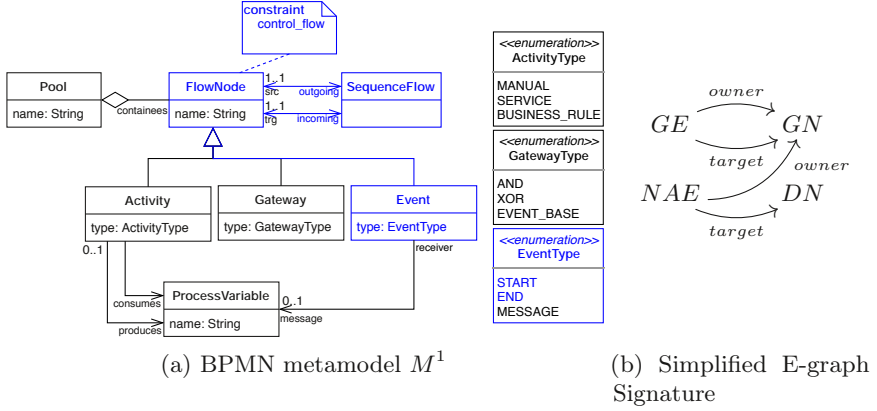 constraint
control_flow
Pool
name: String
containees
FlowNode
name: String
1..1
src
outgoing
1..1
trg
incoming
SequenceFlow
Activity
type: ActivityType
Gateway
type: GatewayType
Event
type: EventType
0..1
consumes
produces
ProcessVariable
name: String
0..1
message
receiver
<<enumeration>>
ActivityType
MANUAL
SERVICE
BUSINESS_RULE
<<enumeration>>
GatewayType
AND
XOR
EVENT_BASE
<<enumeration>>
EventType
START
END
MESSAGE
owner
GE GN
target
owner
NAE DN
target
(a) BPMN metamodel M¹
(b) Simplified E-graph
Signature